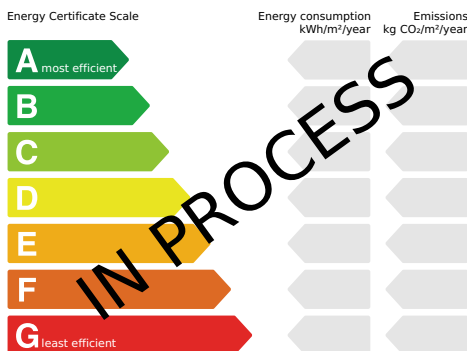 Energy Certificate Scale
Energy consumption
kWh/m²/year
Emissions
kg CO₂/m²/year
A most efficient
B
C
D
E
F
G least efficient
IN PROCESS